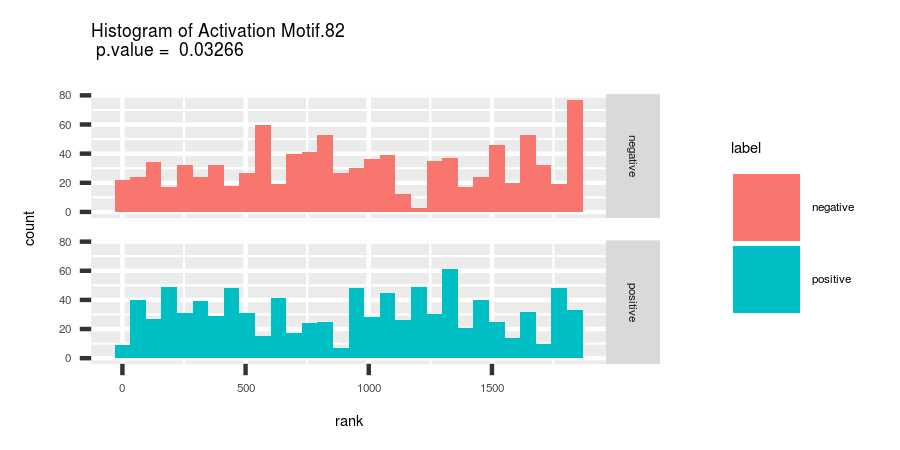 Histogram of Activation Motif.82
p.value = 0.03266
80
60
40
20
0
negative
80
60
40
20
0
positive
count
0 500 1000 1500
rank
label
negative
positive